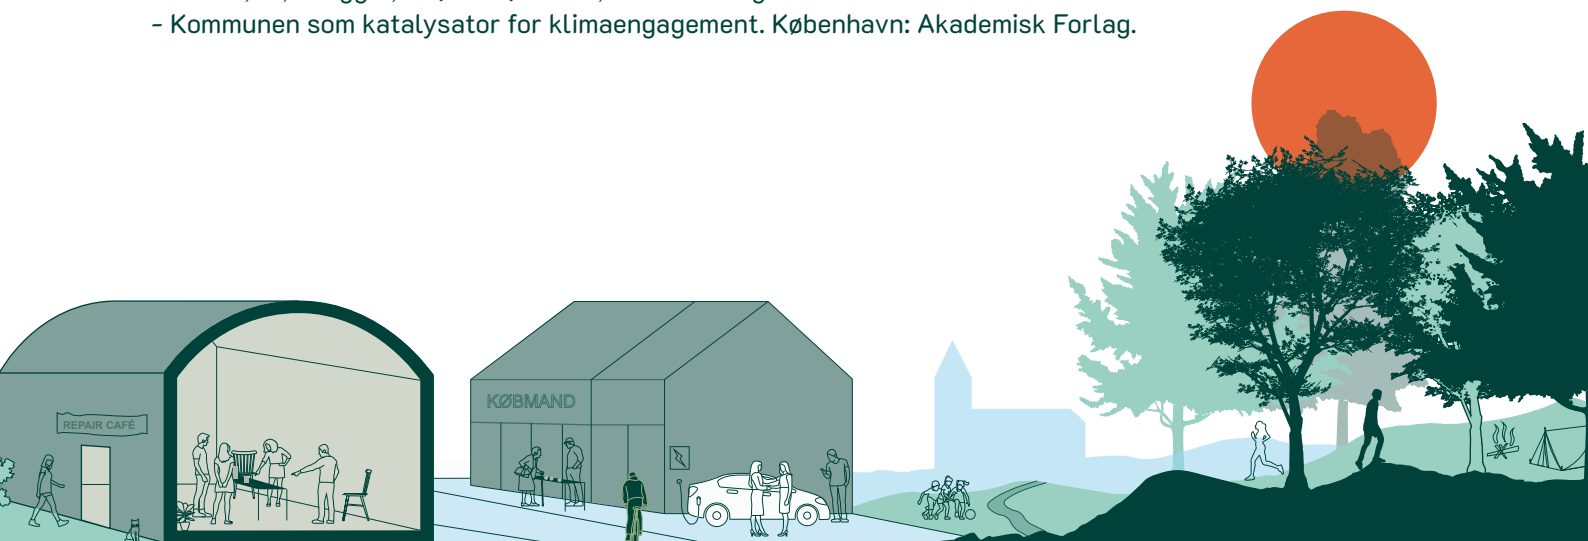 - Kommunen som katalysator for klimaengagement. København: Akademisk Forlag.
KØBMAND
REPAIR CAFÉ